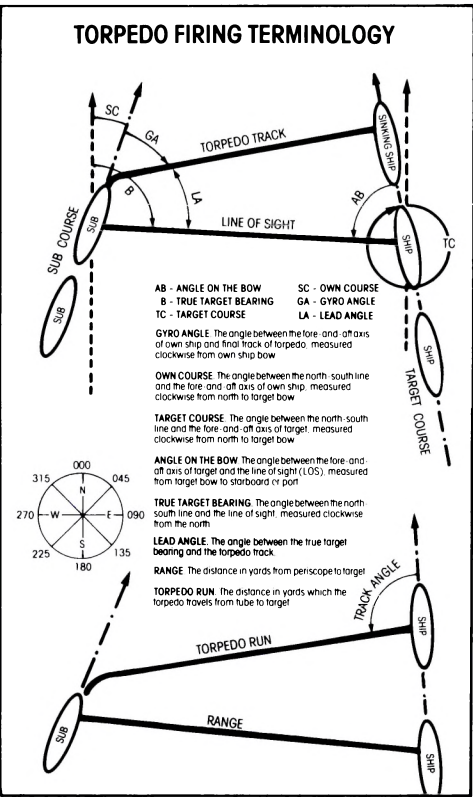 TORPEDO FIRING TERMINOLOGY
SC
GA
TORPEDO TRACK
SINKING SHIP
B
LA
AB
SUB
LINE OF SIGHT
SHIP
TC
SUB COURSE
SUB
AB - ANGLE ON THE BOW
SC - OWN COURSE
B - TRUE TARGET BEARING
GA - GYRO ANGLE
TC - TARGET COURSE
LA - LEAD ANGLE
SHIP
TARGET COURSE
GYRO ANGLE. The angle between the fore-and-aft axis
of own ship and final track of torpedo, measured
clockwise from own ship bow
OWN COURSE. The angle between the north-south line
and the fore-and-aft axis of own ship, measured
clockwise from north to target bow
TARGET COURSE. The angle between the north-south
line and the fore-and-aft axis of target, measured
clockwise from north to target bow
ANGLE ON THE BOW. The angle between the fore-and-
aft axis of target and the line of sight (LOS), measured
from target bow to starboard or port
TRUE TARGET BEARING. The angle between the north-
south line and the line of sight, measured clockwise
from the north
LEAD ANGLE. The angle between the true target
bearing and the torpedo track.
RANGE. The distance in yards from periscope to target
TORPEDO RUN. The distance in yards which the
torpedo travels from tube to target
000
315
045
N
270
W
E
090
S
225
135
180
TRACK ANGLE
SHIP
TORPEDO RUN
RANGE
SUB
SHIP